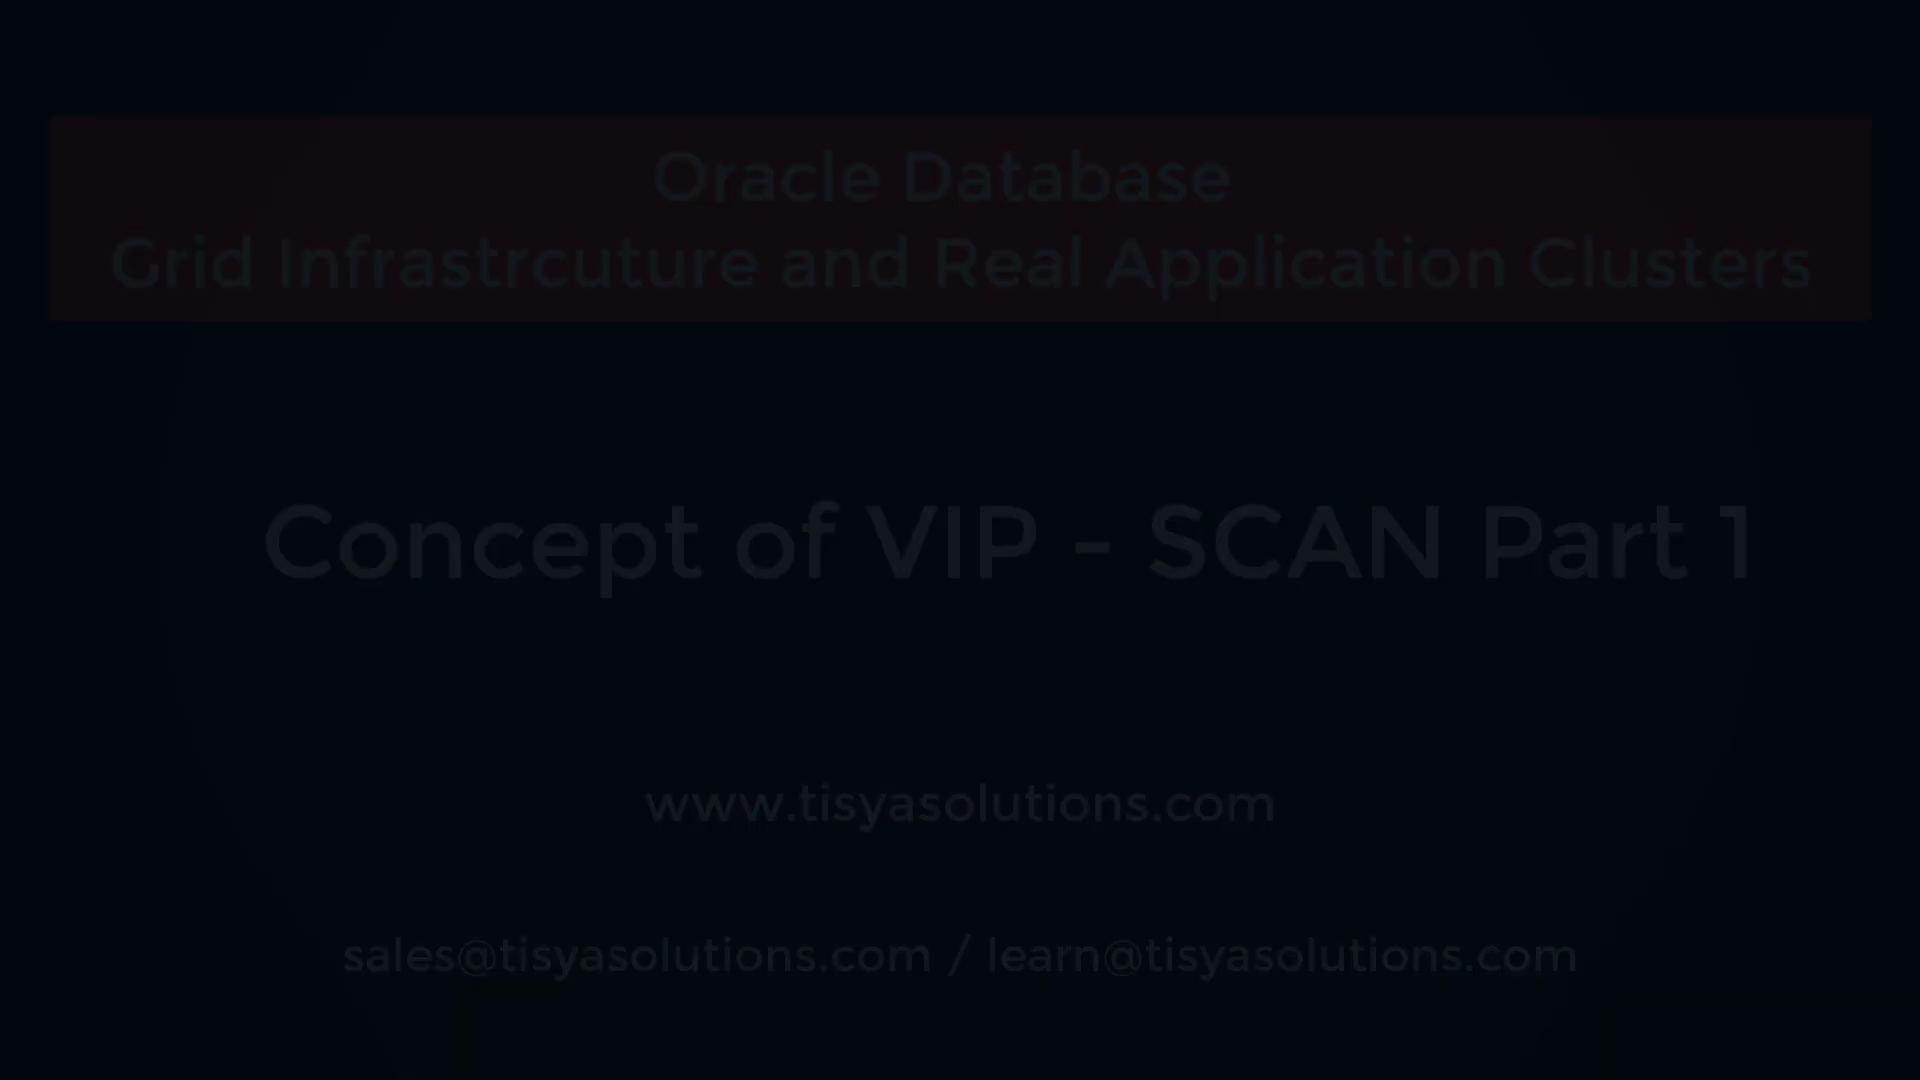 Oracle Database
Grid Infrastrcuture and Real Application Clusters
Concept of VIP - SCAN Part 1
www.tisyasolutions.com
sales@tisyasolutions.com / learn@tisyasolutions.com